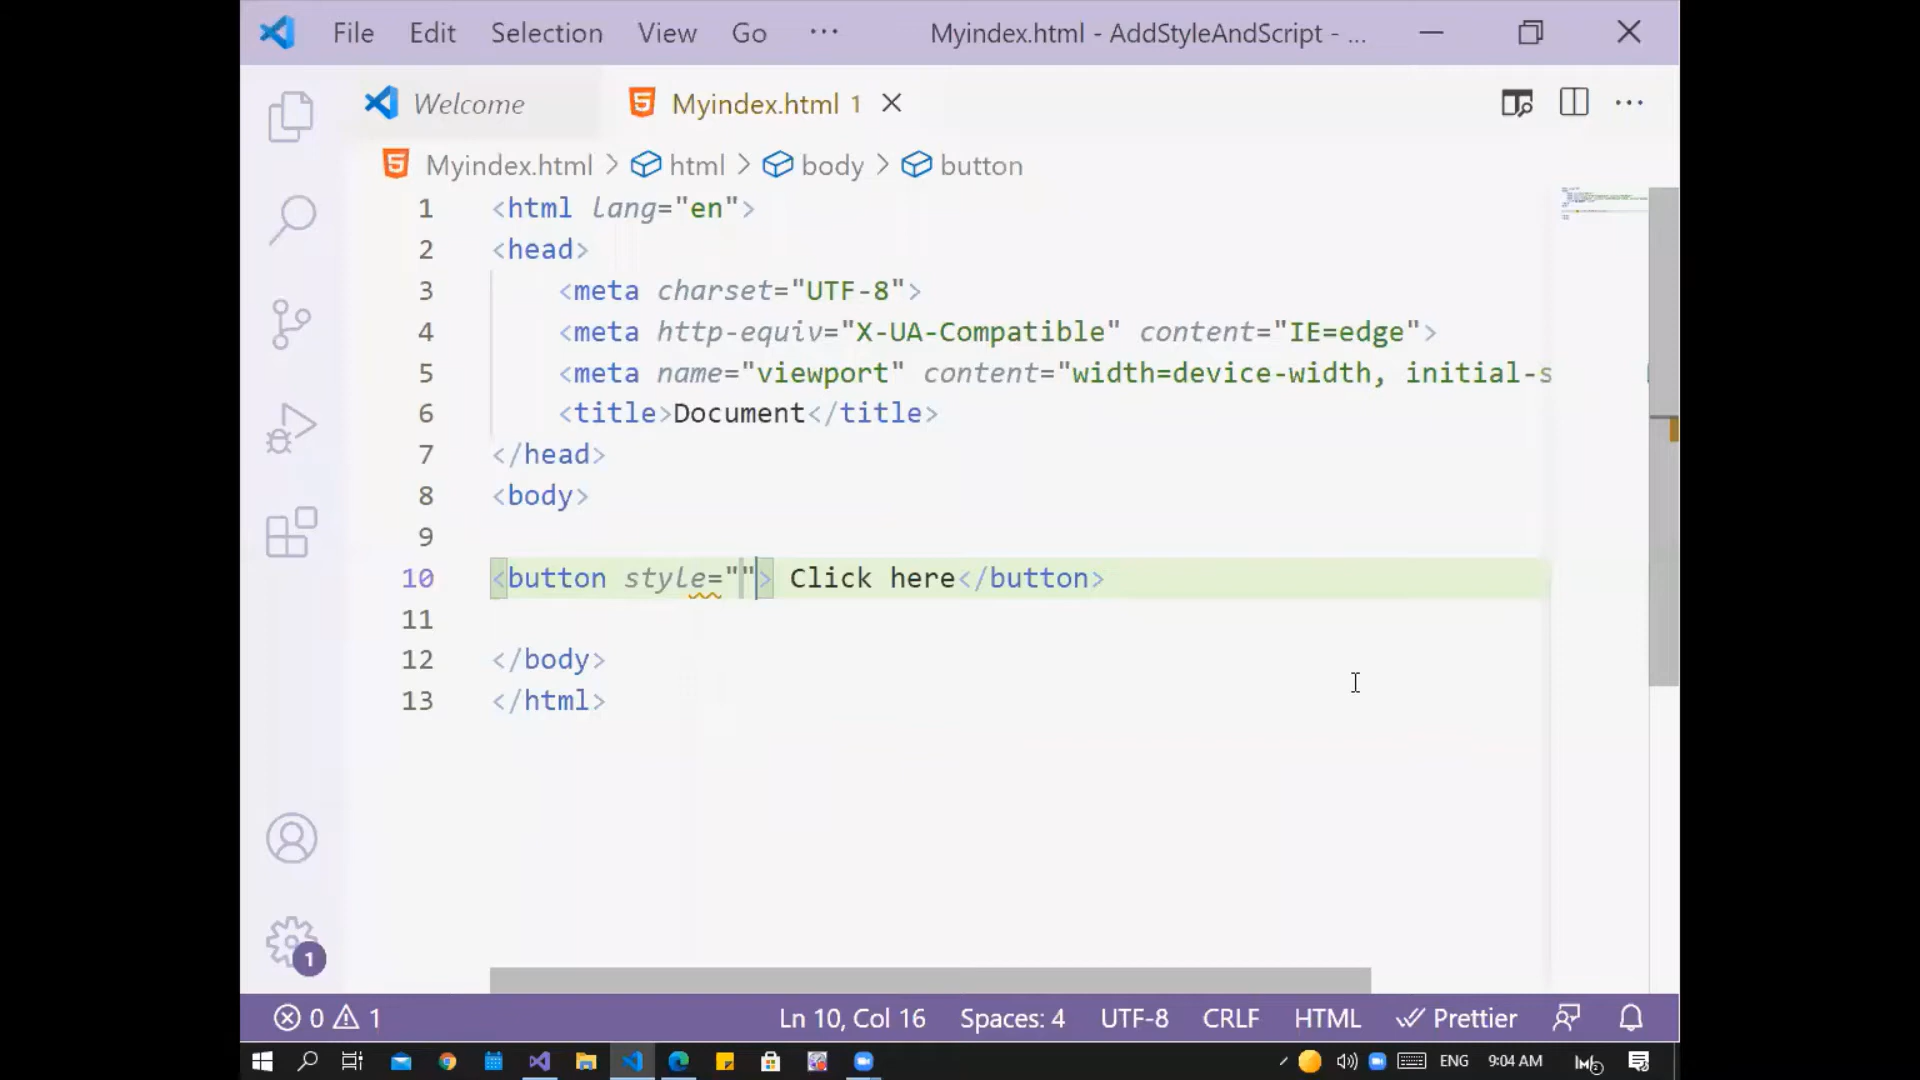 File Edit Selection View Go ··· Myindex.html - AddStyleAndScript - ...
Welcome Myindex.html 1
Myindex.html > html > body > button
1 <html lang="en">
2 <head>
3 <meta charset="UTF-8">
4 <meta http-equiv="X-UA-Compatible" content="IE=edge">
5 <meta name="viewport" content="width=device-width, initial-s
6 <title>Document</title>
7 </head>
8 <body>
9
10 <button style=""> Click here</button>
11
12 </body>
13 </html>
1
0 1 Ln 10, Col 16 Spaces: 4 UTF-8 CRLF HTML Prettier
ENG 9:04 AM